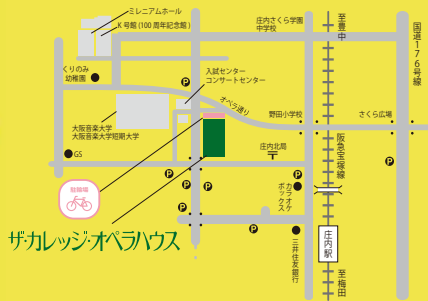 ミレニアムホール
K号館(100周年記念館)
庄内さくら学園
中学校
至豊中
国道176号線
くりのみ
幼稚園
P
入試センター
コンサートセンター
オペラ通り
野田小学校
さくら広場
大阪音楽大学
大阪音楽大学短期大学
阪急宝塚線
庄内北局
GS
P
P
P
P
P
駐輪場
カラオケ
ボックス
P
P
ザ・カレッジ・オペラハウス
三井住友銀行
庄内駅
至梅田